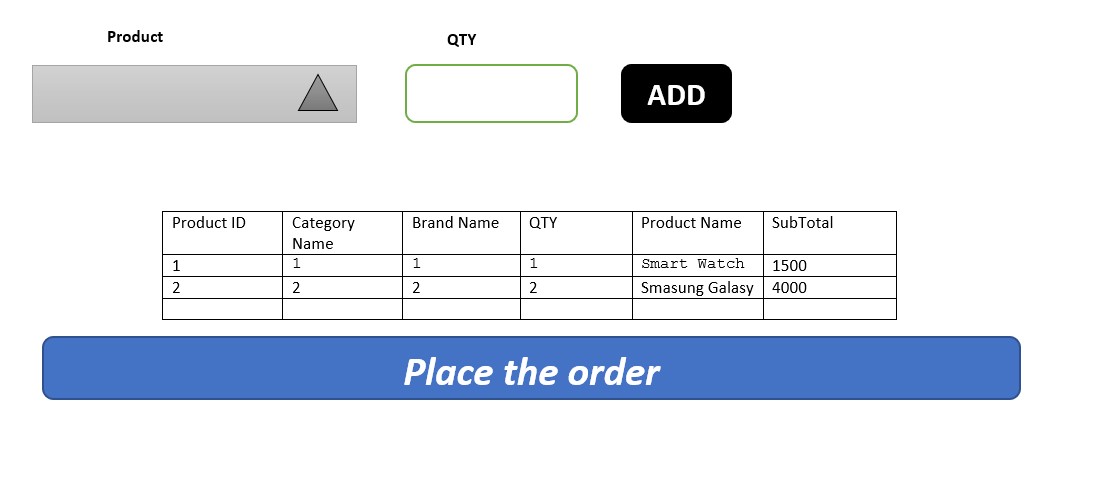 Product
QTY
ADD
Product ID Category Name Brand Name QTY Product Name SubTotal
1 1 1 1 Smart Watch 1500
2 2 2 2 Smasung Galasy 4000
Place the order